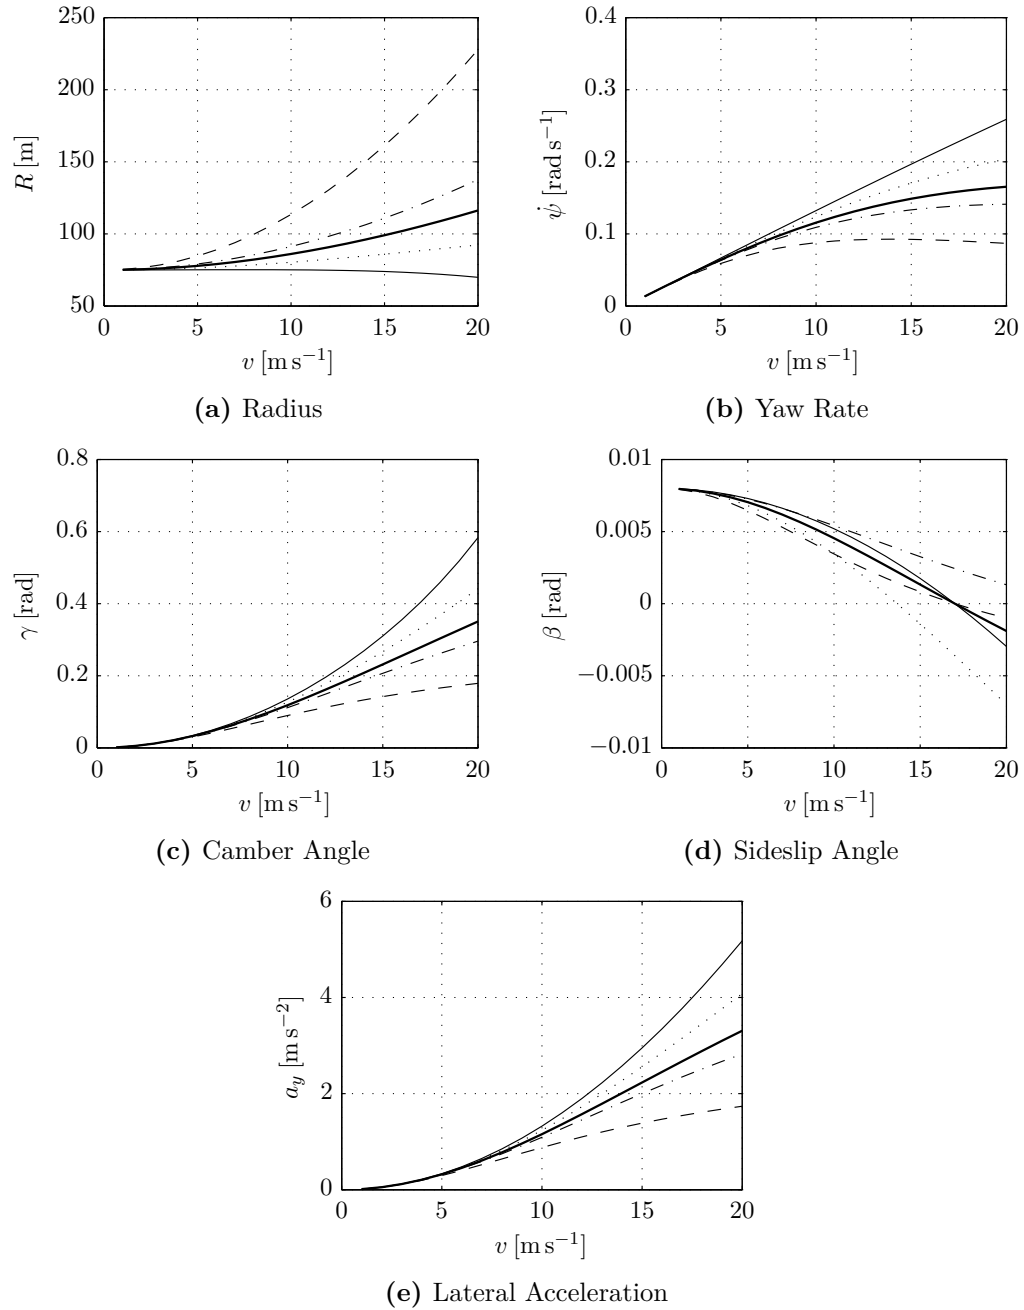 250
200
150
100
50
R [m]
0 5 10 15 20
v [m s⁻¹]
(a) Radius
0.4
0.3
0.2
0.1
0
ψ̇ [rad s⁻¹]
0 5 10 15 20
v [m s⁻¹]
(b) Yaw Rate
0.8
0.6
0.4
0.2
0
γ [rad]
0 5 10 15 20
v [m s⁻¹]
(c) Camber Angle
0.01
0.005
0
−0.005
−0.01
β [rad]
0 5 10 15 20
v [m s⁻¹]
(d) Sideslip Angle
6
4
2
0
a_y [m s⁻²]
0 5 10 15 20
v [m s⁻¹]
(e) Lateral Acceleration